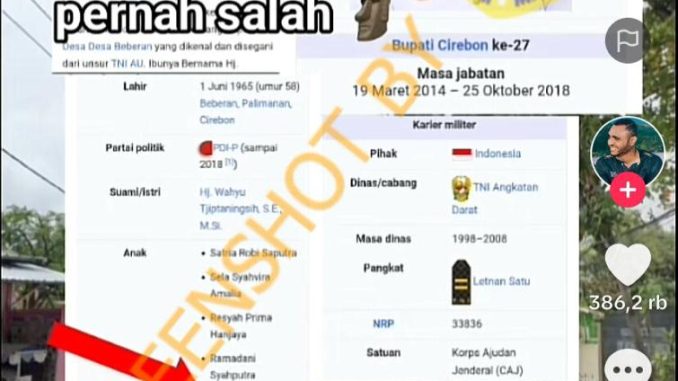 pernah salah
Desa Desa Beberan yang dikenal dan disegani
dari unsur TNI AU. Ibunya Bernama Hj.
Lahir
1 Juni 1965 (umur 58)
Beberan, Palimanan,
Cirebon
Partai politik
PDI-P (sampai
2018 [1])
Suami/istri
Hj. Wahyu
Tjiptaningsih, S.E.,
M.Si.
Anak
Satria Robi Saputra
Sela Syahvira
Amalia
Resyah Prima
Hanjaya
Ramadani
Syahputra
Bupati Cirebon ke-27
Masa jabatan
19 Maret 2014 – 25 Oktober 2018
Karier militer
Pihak
Indonesia
Dinas/cabang
TNI Angkatan
Darat
Masa dinas
1998–2008
Pangkat
Letnan Satu
NRP
33836
Satuan
Korps Ajudan
Jenderal (CAJ)
EENSHOT BY
386,2 rb